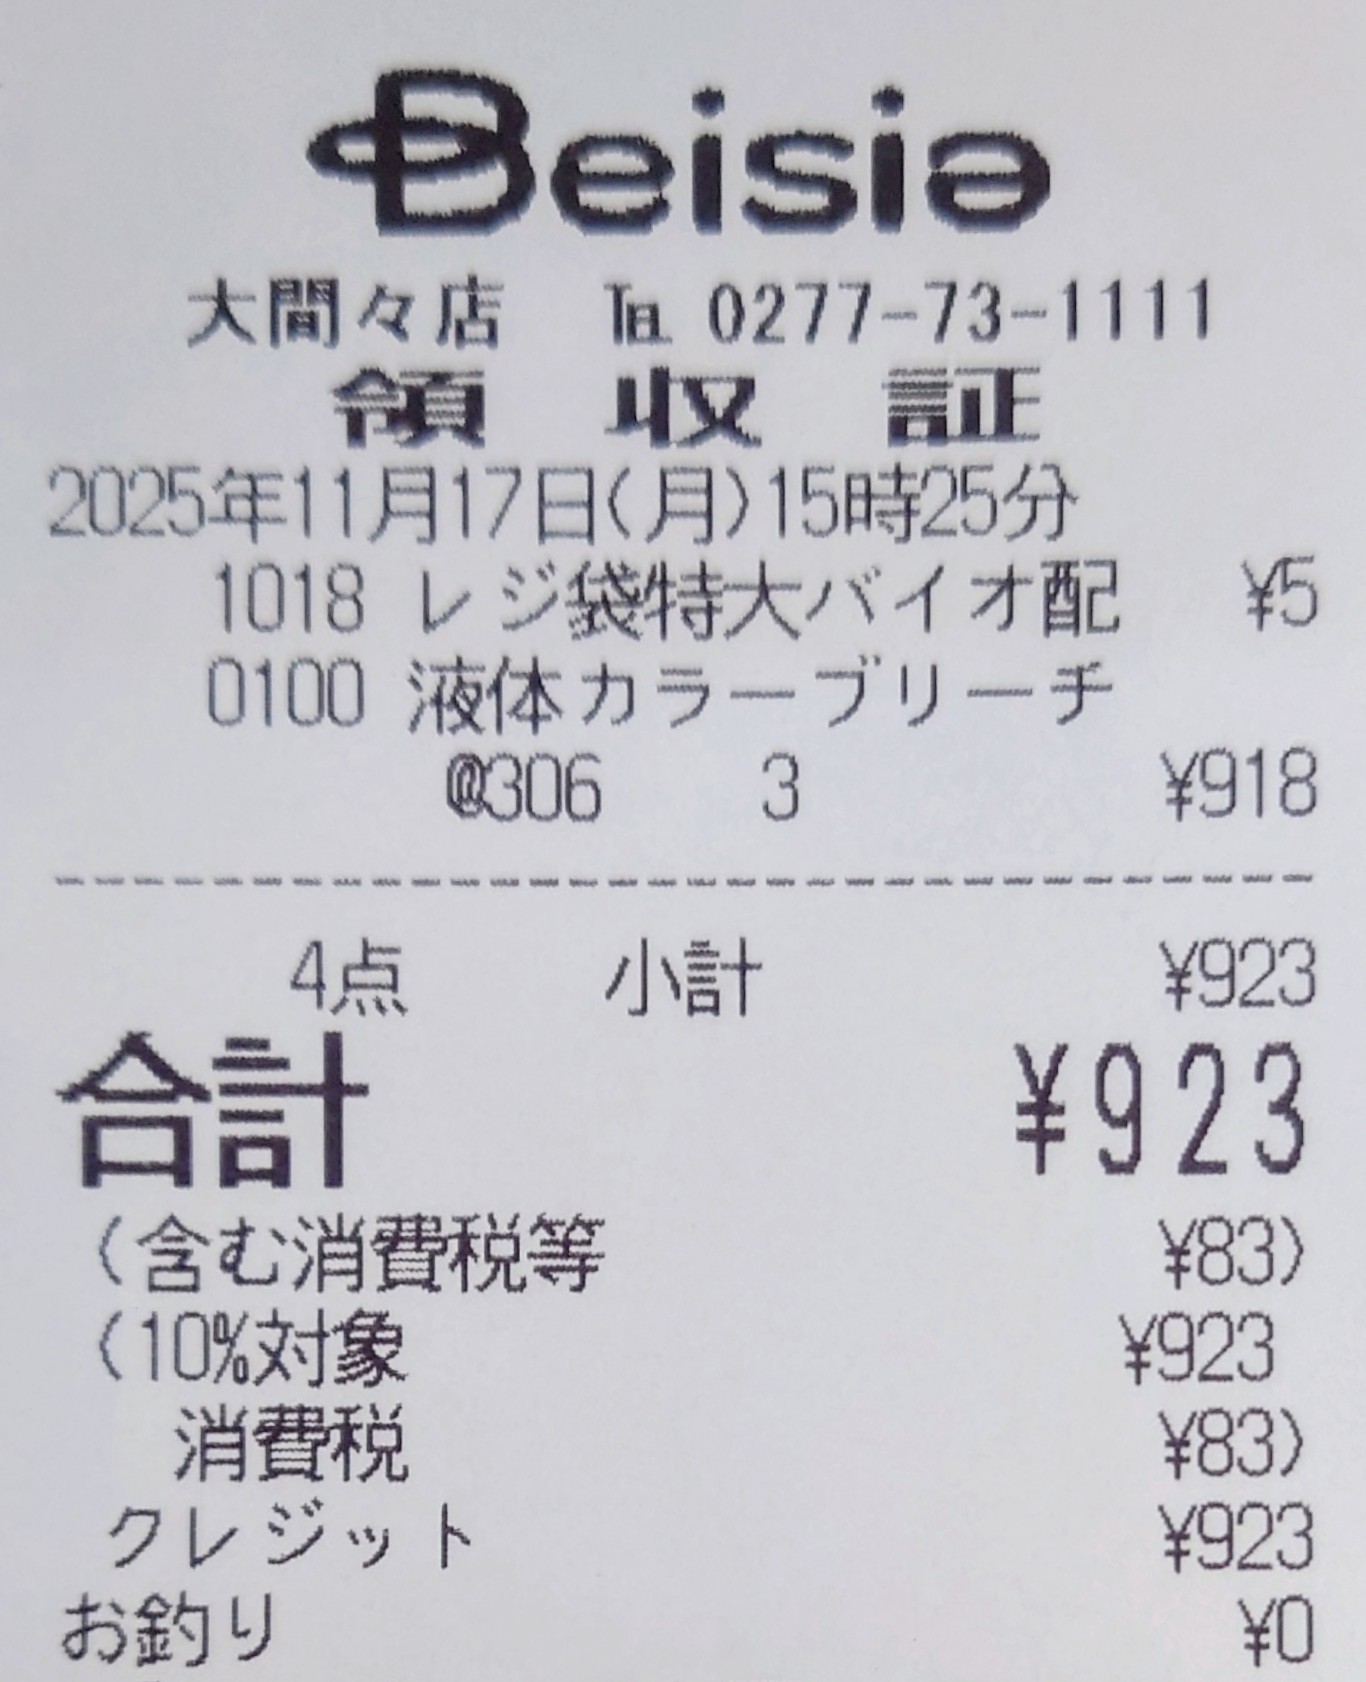 Beisia
大間々店 ℡ 0277-73-1111
領収証
2025年11月17日(月)15時25分
1018 レジ袋特大バイオ配 ¥5
0100 液体カラーブリーチ
@306 3 ¥918
--------------------------------
4点 小計 ¥923
合計 ¥923
(含む消費税等 ¥83)
(10%対象 ¥923
消費税 ¥83)
クレジット ¥923
お釣り ¥0